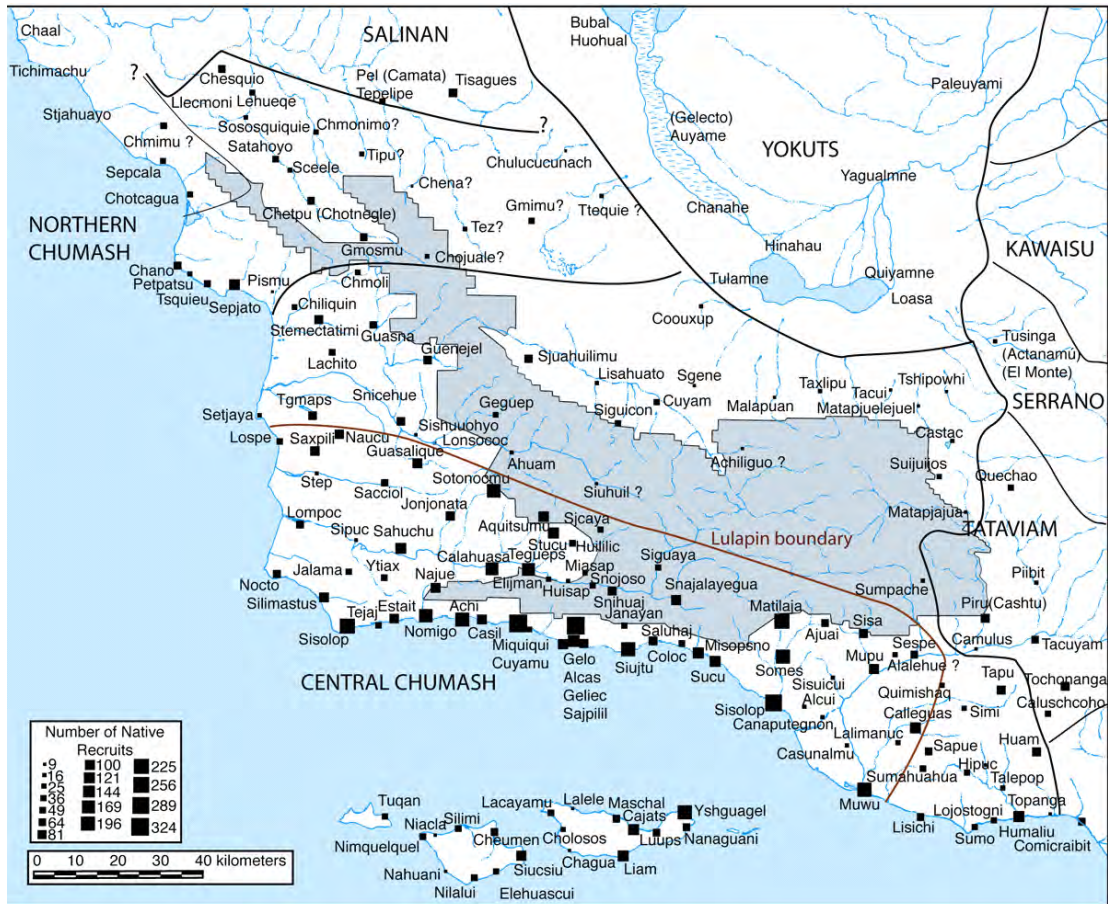 Chaal
SALINAN
Bubal
Huohual
Tichimachu
?
Chesquo
Pel (Camata)
Tepelipe
Tisagues
Paleuyami
Llecmoni
Lehueqe
Stjahuayo
Sososquiquie
Chmonimo?
?
(Gelecto)
Auyame
Chmimu ?
Satahoyo
Tipu?
Chulucucunach
YOKUTS
Sepcala
Sceele
Yagualmne
Chotcagua
Chena?
Chetpu (Chotnegle)
Gmimu?
Ttequie ?
Chanahe
NORTHERN
CHUMASH
Tez?
Gmosmu
Chojuale?
Hinahau
KAWAISU
Chano
Petpatsu
Tsquieu
Sepjato
Pismu
Chmoli
Tulamne
Quiyamne
Loasa
Chiliquin
Stemectatimi
Guasna
Coouxup
Tusinga
(Actanamu)
(El Monte)
Lachito
Guenejel
Sjuahuilimu
Lisahuato
Sgene
Taxlipu
Tacui
Tshipowhi
SERRANO
Tgmaps
Snicehue
Geguep
Siguicon
Cuyam
Malapuan
Matapjuelejuel
Setjaya
Sishuuohyo
Lonsococ
Castac
Lospe
Saxpili
Naucu
Guasalique
Ahuam
Achiliguo ?
Suijuijos
Quechao
Step
Sacciol
Sotonocmu
Siuhuil ?
Matapjaua
Lompoc
Jonjonata
Aquitsumu
Sjcaya
Lulapin boundary
TATAVIAM
Sipuc
Sahuchu
Stucu
Huililic
Calahuasa
Tegueps
Siguaya
Jalama
Ytiax
Miasap
Nocto
Najue
Elijman
Huisap
Snojoso
Snajalayegua
Sumpache
Piibit
Silimastus
Snihuaj
Piru(Cashtu)
Tejaj
Estait
Achi
Janayan
Matilaja
Sisolop
Nomigo
Casil
Saluhaj
Misopsno
Ajuai
Sisa
Camulus
Miquiqui
Cuyamu
Gelo
Alcas
Geliec
Sajpilil
Siujtu
Coloc
Sucu
Somes
Mupu
Sespe
Alalehue ?
Tacuyam
CENTRAL CHUMASH
Sisuicui
Alcui
Quimishaq
Tapu
Tochonanga
Sisolop
Canaputegnon
Calleguas
Simi
Caluschcoho
Casunalmu
Lalimanuc
Sapue
Huam
Sumahuahua
Hipuc
Talepop
Muwu
Topanga
Lisichi
Lojostogni
Sumo
Humaliu
Comicraibit
Number of Native
Recruits
9
16
25
36
49
64
81
100
121
144
169
196
225
256
289
324
0 10 20 30 40 kilometers
Tuqan
Lacayamu
Lalele
Maschal
Yshguagel
Niacla
Silimi
Cajats
Nimquelquel
Cheumen
Cholosos
Luups
Nanaguani
Nahuani
Siucsiu
Chagua
Liam
Nilalui
Elehuascui